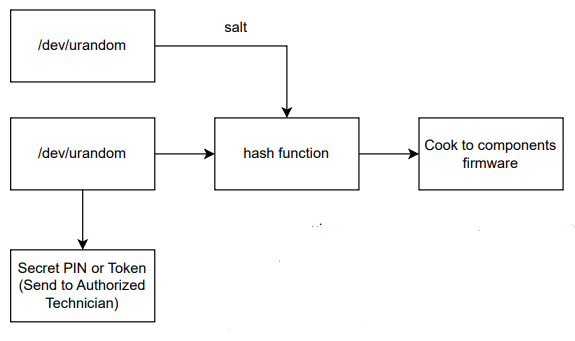 /dev/urandom
salt
/dev/urandom
hash function
Cook to components
firmware
Secret PIN or Token
(Send to Authorized
Technician)